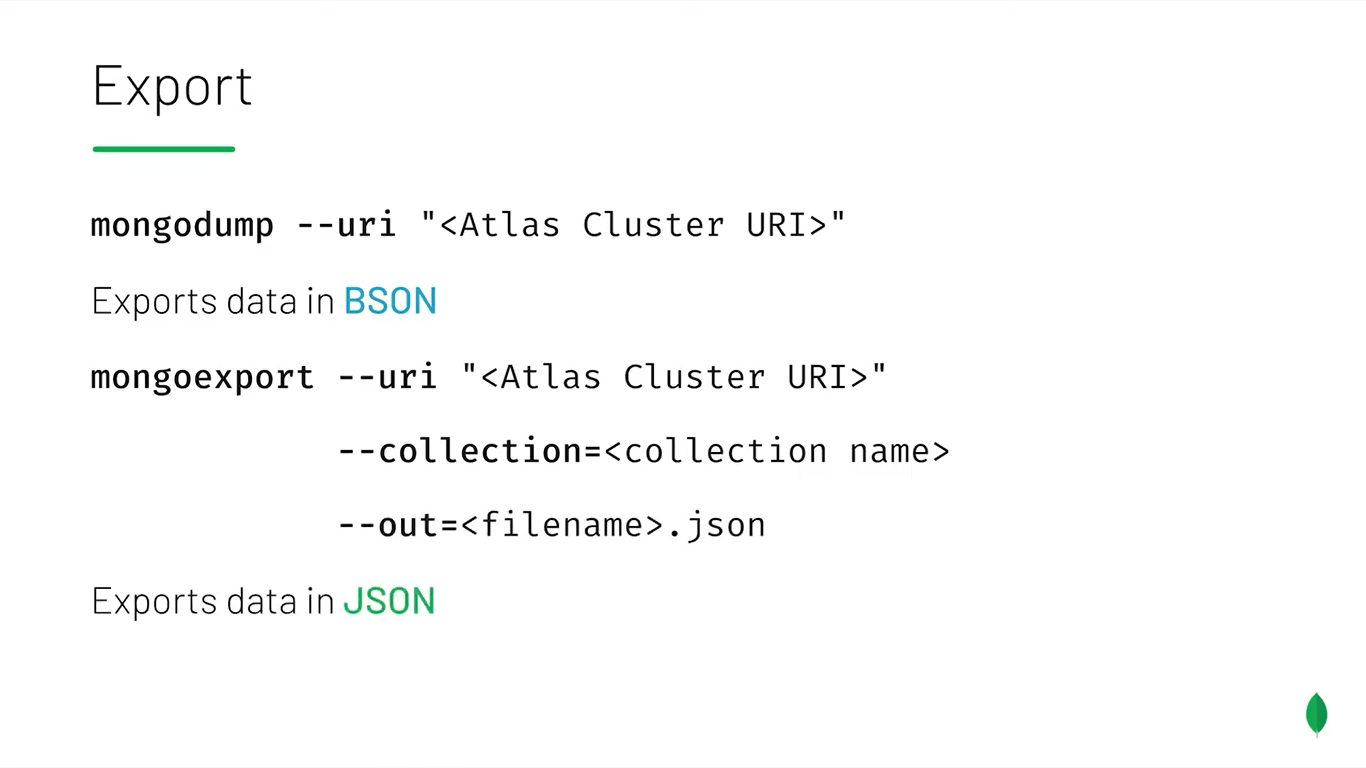 Export
mongodump --uri "<Atlas Cluster URI>"
Exports data in BSON
mongoexport --uri "<Atlas Cluster URI>"
--collection=<collection name>
--out=<filename>.json
Exports data in JSON